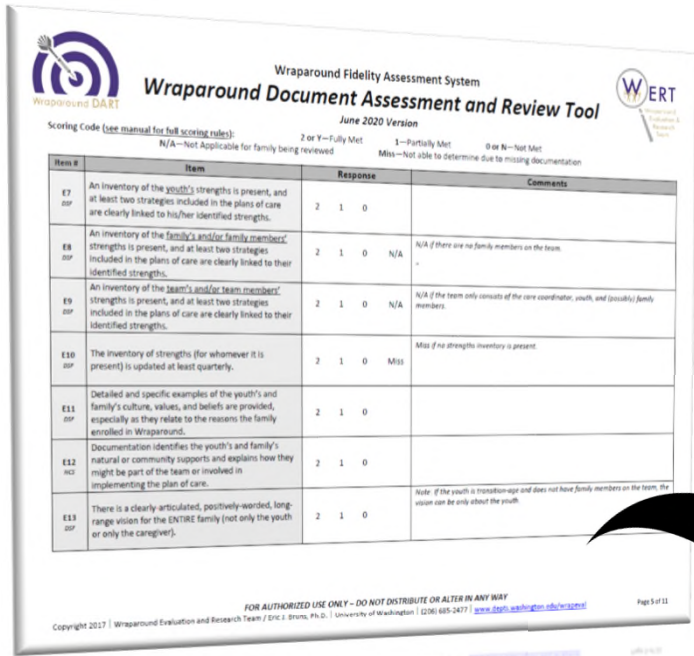 Wraparound DART
Wraparound Fidelity Assessment System
Wraparound Document Assessment and Review Tool
June 2020 Version
WERT
Wraparound
Evaluation &
Research
Team
Scoring Code (see manual for full scoring rules):
2 or Y—Fully Met 1—Partially Met 0 or N—Not Met
N/A—Not Applicable for family being reviewed Miss—Not able to determine due to missing documentation
Item # Item Response Comments
E7
DSP
An inventory of the youth's strengths is present, and
at least two strategies included in the plans of care
are clearly linked to his/her identified strengths.
2 1 0
E8
DSP
An inventory of the family's and/or family members'
strengths is present, and at least two strategies
included in the plans of care are clearly linked to their
identified strengths.
2 1 0 N/A
N/A if there are no family members on the team.
E9
DSP
An inventory of the team's and/or team members'
strengths is present, and at least two strategies
included in the plans of care are clearly linked to their
identified strengths.
2 1 0 N/A
N/A if the team only consists of the care coordinator, youth, and (possibly) family
members.
E10
DSP
The inventory of strengths (for whomever it is
present) is updated at least quarterly.
2 1 0 Miss
Miss if no strengths inventory is present.
E11
DSP
Detailed and specific examples of the youth's and
family's culture, values, and beliefs are provided,
especially as they relate to the reasons the family
enrolled in Wraparound.
2 1 0
E12
NCS
Documentation identifies the youth's and family's
natural or community supports and explains how they
might be part of the team or involved in
implementing the plan of care.
2 1 0
E13
DSP
There is a clearly-articulated, positively-worded, long-
range vision for the ENTIRE family (not only the youth
or only the caregiver).
2 1 0
Note: If the youth is transition-age and does not have family members on the team, the
vision can be only about the youth.
FOR AUTHORIZED USE ONLY – DO NOT DISTRIBUTE OR ALTER IN ANY WAY
Copyright 2017 | Wraparound Evaluation and Research Team / Eric J. Bruns, Ph.D. | University of Washington | (206) 685-2477 | www.depts.washington.edu/wrapeval
Page 5 of 11